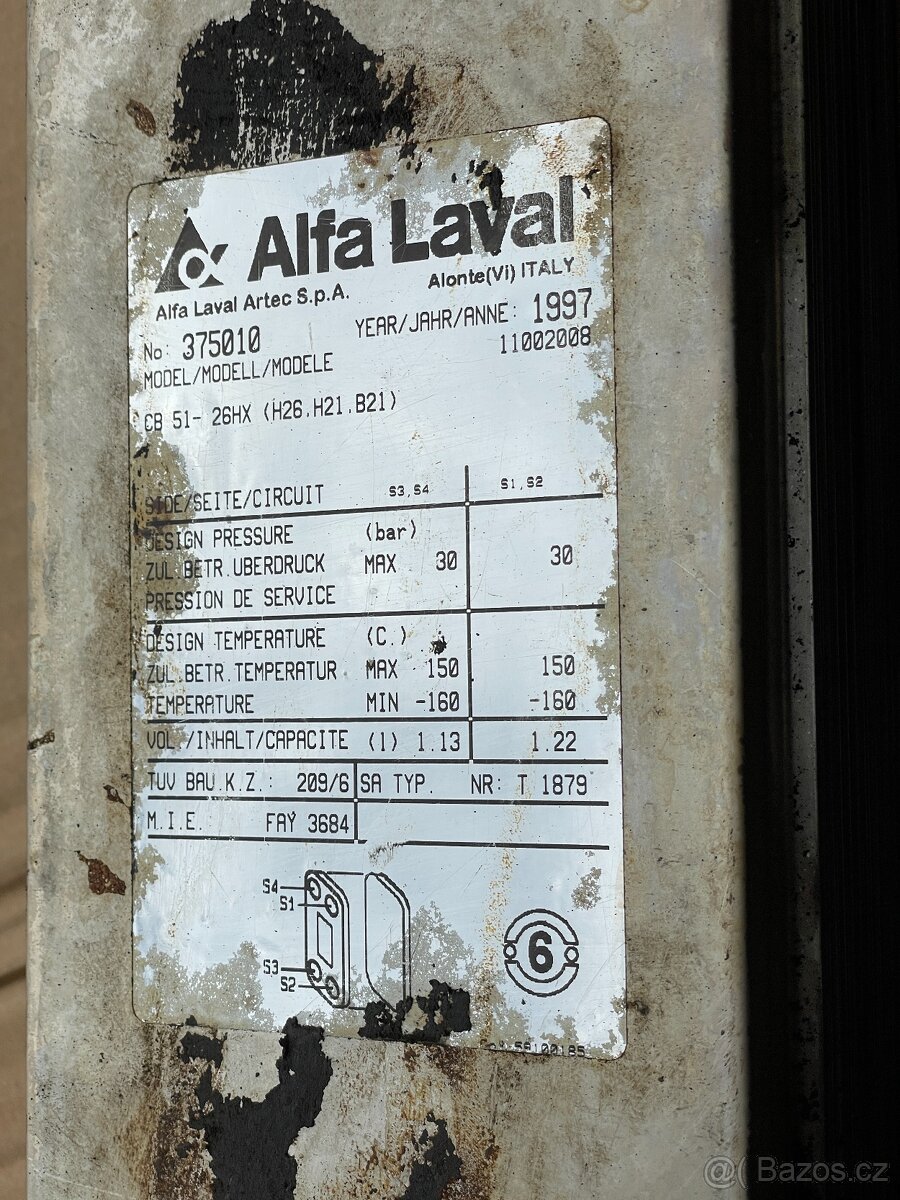 Alfa Laval
Alfa Laval Artec S.p.A. Alonte(Vi) ITALY
No: 375010 YEAR/JAHR/ANNE: 1997
MODEL/MODELL/MODELE 11002008
CB 51- 26HX (H26.H21.B21)
SIDE/SEITE/CIRCUIT S3,S4 S1,S2
DESIGN PRESSURE (bar)
ZUL.BETR.UBERDRUCK MAX 30 30
PRESSION DE SERVICE
DESIGN TEMPERATURE (C.)
ZUL.BETR.TEMPERATUR MAX 150 150
TEMPERATURE MIN -160 -160
VOL./INHALT/CAPACITE (l) 1.13 1.22
TUV BAU.K.Z.: 209/6 SA TYP. NR: T 1879
M.I.E. FAY 3684
S4
S1
S3
S2
6
@( Bazos.cz